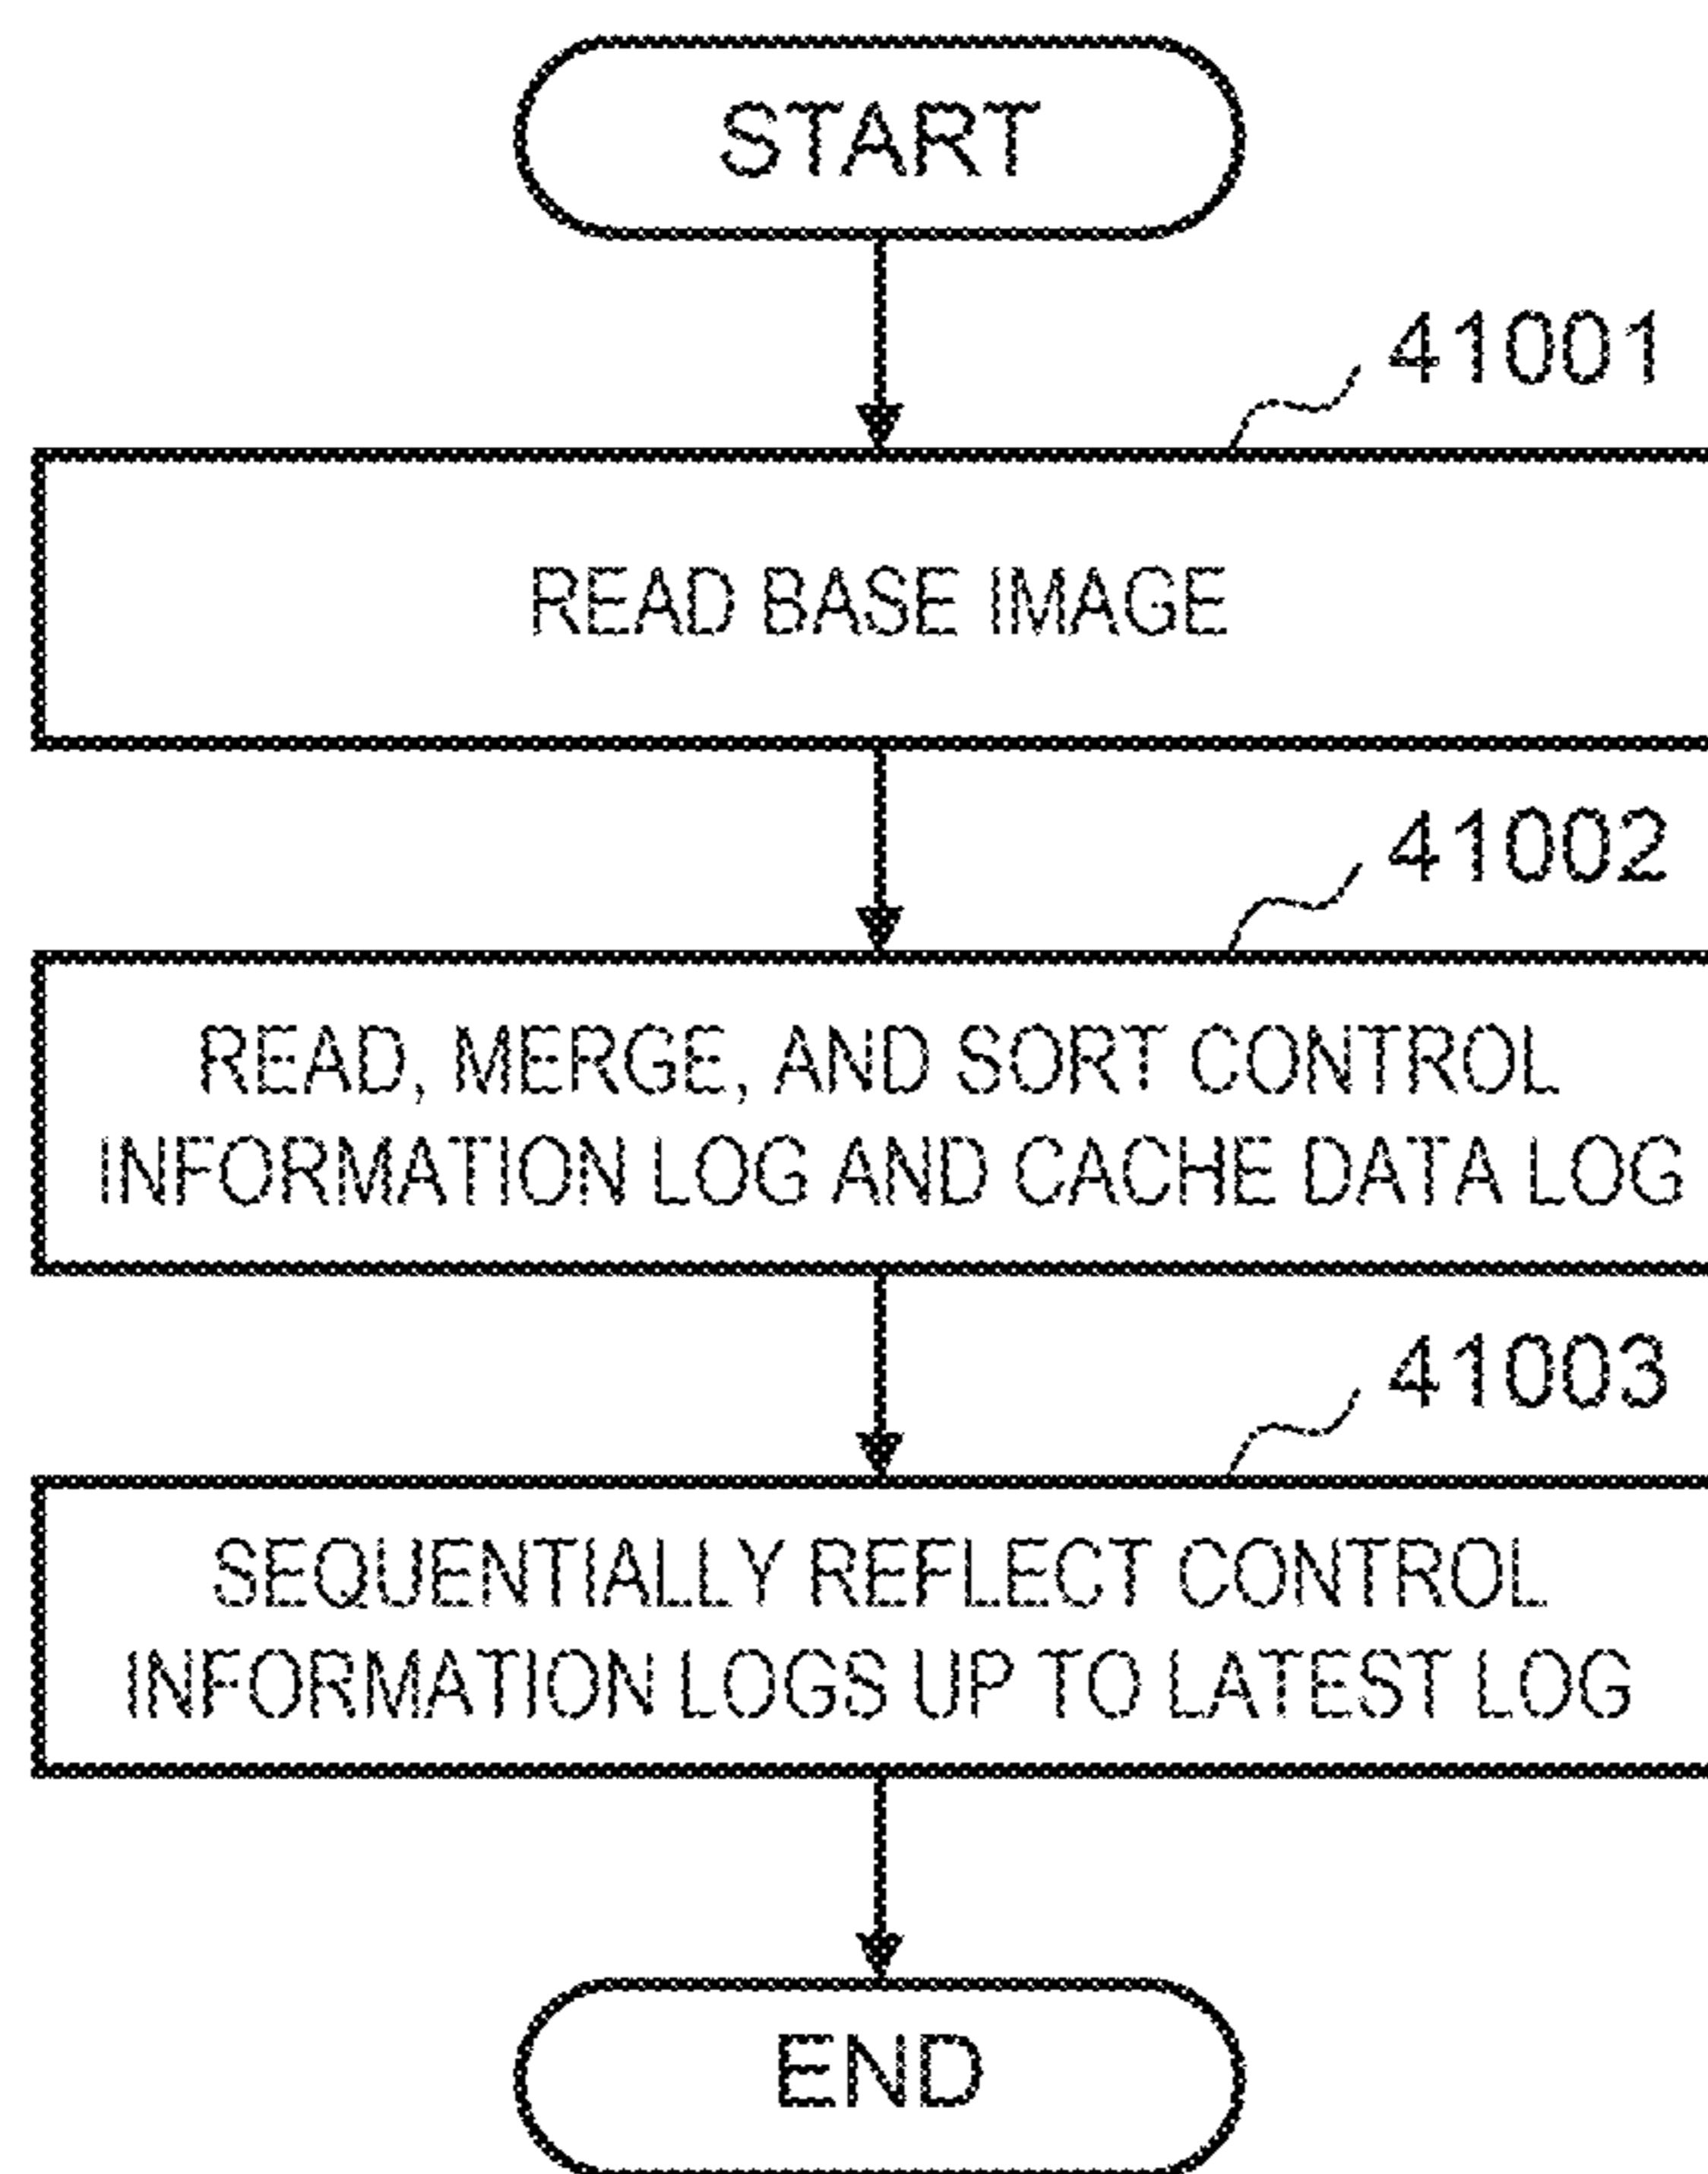 START
41001
READ BASE IMAGE
41002
READ, MERGE, AND SORT CONTROL
INFORMATION LOG AND CACHE DATA LOG
41003
SEQUENTIALLY REFLECT CONTROL
INFORMATION LOGS UP TO LATEST LOG
END